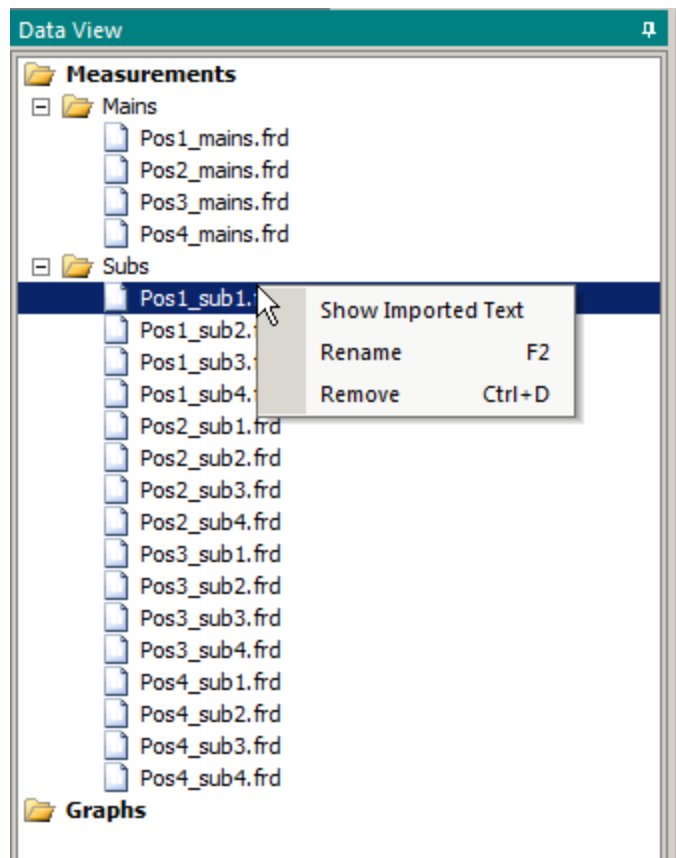 Data View
Measurements
Mains
Pos1_mains.frd
Pos2_mains.frd
Pos3_mains.frd
Pos4_mains.frd
Subs
Pos1_sub1.
Pos1_sub2.
Pos1_sub3.
Pos1_sub4.
Show Imported Text
Rename F2
Remove Ctrl+D
Pos2_sub1.frd
Pos2_sub2.frd
Pos2_sub3.frd
Pos2_sub4.frd
Pos3_sub1.frd
Pos3_sub2.frd
Pos3_sub3.frd
Pos3_sub4.frd
Pos4_sub1.frd
Pos4_sub2.frd
Pos4_sub3.frd
Pos4_sub4.frd
Graphs